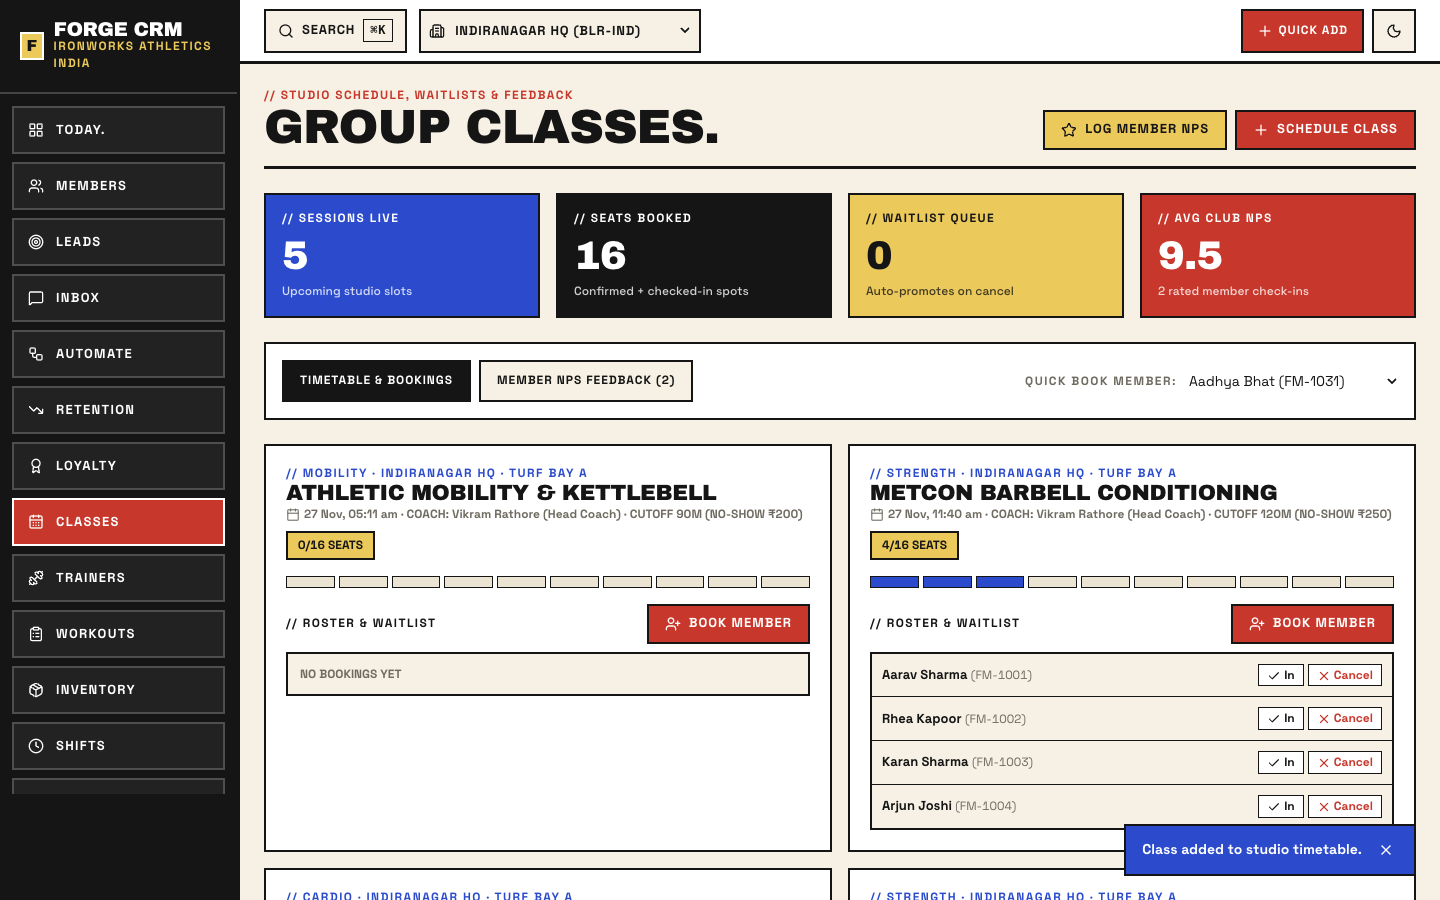 F
FORGE CRM
IRONWORKS ATHLETICS
INDIA
SEARCH ⌘K
INDIRANAGAR HQ (BLR-IND)
QUICK ADD
TODAY.
MEMBERS
LEADS
INBOX
AUTOMATE
RETENTION
LOYALTY
CLASSES
TRAINERS
WORKOUTS
INVENTORY
SHIFTS
// STUDIO SCHEDULE, WAITLISTS & FEEDBACK
GROUP CLASSES.
LOG MEMBER NPS
SCHEDULE CLASS
// SESSIONS LIVE
5
Upcoming studio slots
// SEATS BOOKED
16
Confirmed + checked-in spots
// WAITLIST QUEUE
0
Auto-promotes on cancel
// AVG CLUB NPS
9.5
2 rated member check-ins
TIMETABLE & BOOKINGS
MEMBER NPS FEEDBACK (2)
QUICK BOOK MEMBER: Aadhya Bhat (FM-1031)
// MOBILITY · INDIRANAGAR HQ · TURF BAY A
ATHLETIC MOBILITY & KETTLEBELL
27 Nov, 05:11 am · COACH: Vikram Rathore (Head Coach) · CUTOFF 90M (NO-SHOW ₹200)
0/16 SEATS
// ROSTER & WAITLIST
BOOK MEMBER
NO BOOKINGS YET
// STRENGTH · INDIRANAGAR HQ · TURF BAY A
METCON BARBELL CONDITIONING
27 Nov, 11:40 am · COACH: Vikram Rathore (Head Coach) · CUTOFF 120M (NO-SHOW ₹250)
4/16 SEATS
// ROSTER & WAITLIST
BOOK MEMBER
Aarav Sharma (FM-1001) In Cancel
Rhea Kapoor (FM-1002) In Cancel
Karan Sharma (FM-1003) In Cancel
Arjun Joshi (FM-1004) In Cancel
Class added to studio timetable.
// CARDIO · INDIRANAGAR HQ · TURF BAY A
// STRENGTH · INDIRANAGAR HQ · TURF BAY A